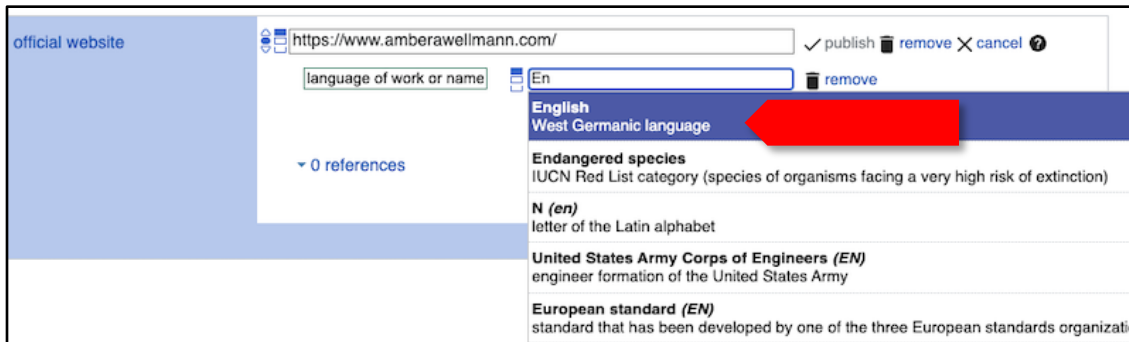 official website
https://www.amberawellmann.com/
publish remove cancel ?
language of work or name
En
remove
English
West Germanic language
0 references
Endangered species
IUCN Red List category (species of organisms facing a very high risk of extinction)
N (en)
letter of the Latin alphabet
United States Army Corps of Engineers (EN)
engineer formation of the United States Army
European standard (EN)
standard that has been developed by one of the three European standards organizati